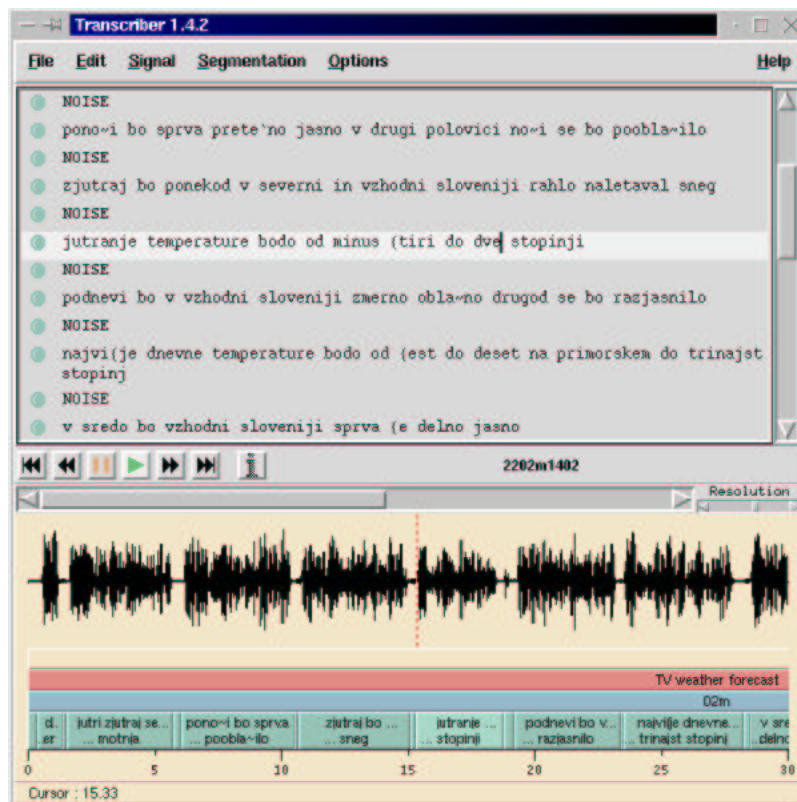 Transcriber 1.4.2
File Edit Signal Segmentation Options Help
NOISE
pono~i bo sprva prete`no jasno v drugi polovici no~i se bo poobla~ilo
NOISE
zjutraj bo ponekod v severni in vzhodni sloveniji rahlo naletaval sneg
NOISE
jutranje temperature bodo od minus {tiri do dve stopinji
NOISE
podnevi bo v vzhodni sloveniji zmerno obla~no drugod se bo razjasnilo
NOISE
najvi{je dnevne temperature bodo od {est do deset na primorskem do trinajst
stopinj
NOISE
v sredo bo vzhodni sloveniji sprva {e delno jasno
2202m1402
Resolution
TV weather forecast
02m
d.. jutri zjutraj se... pono~i bo sprva zjutraj bo ... jutranje ... podnevi bo v... najvi{je dnevne... v sre
..er ... motnja ... poobla~ilo ... sneg ... stopinji ... razjasnilo ... trinajst stopinj ..delno
0 5 10 15 20 25 30
Cursor : 15.33